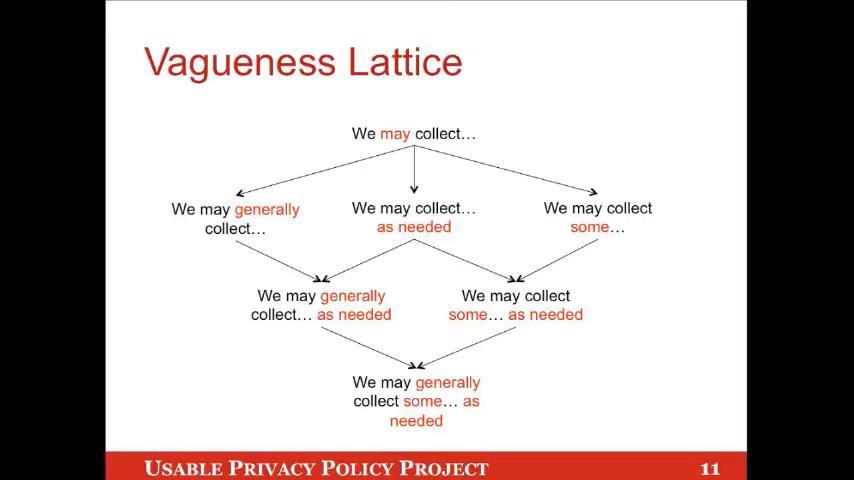 Vagueness Lattice
We may collect…
We may generally
collect…
We may collect…
as needed
We may collect
some…
We may generally
collect… as needed
We may collect
some… as needed
We may generally
collect some… as
needed
USABLE PRIVACY POLICY PROJECT
11